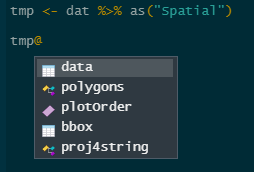 tmp <- dat %>% as("Spatial")
tmp@
data
polygons
plotOrder
bbox
proj4string